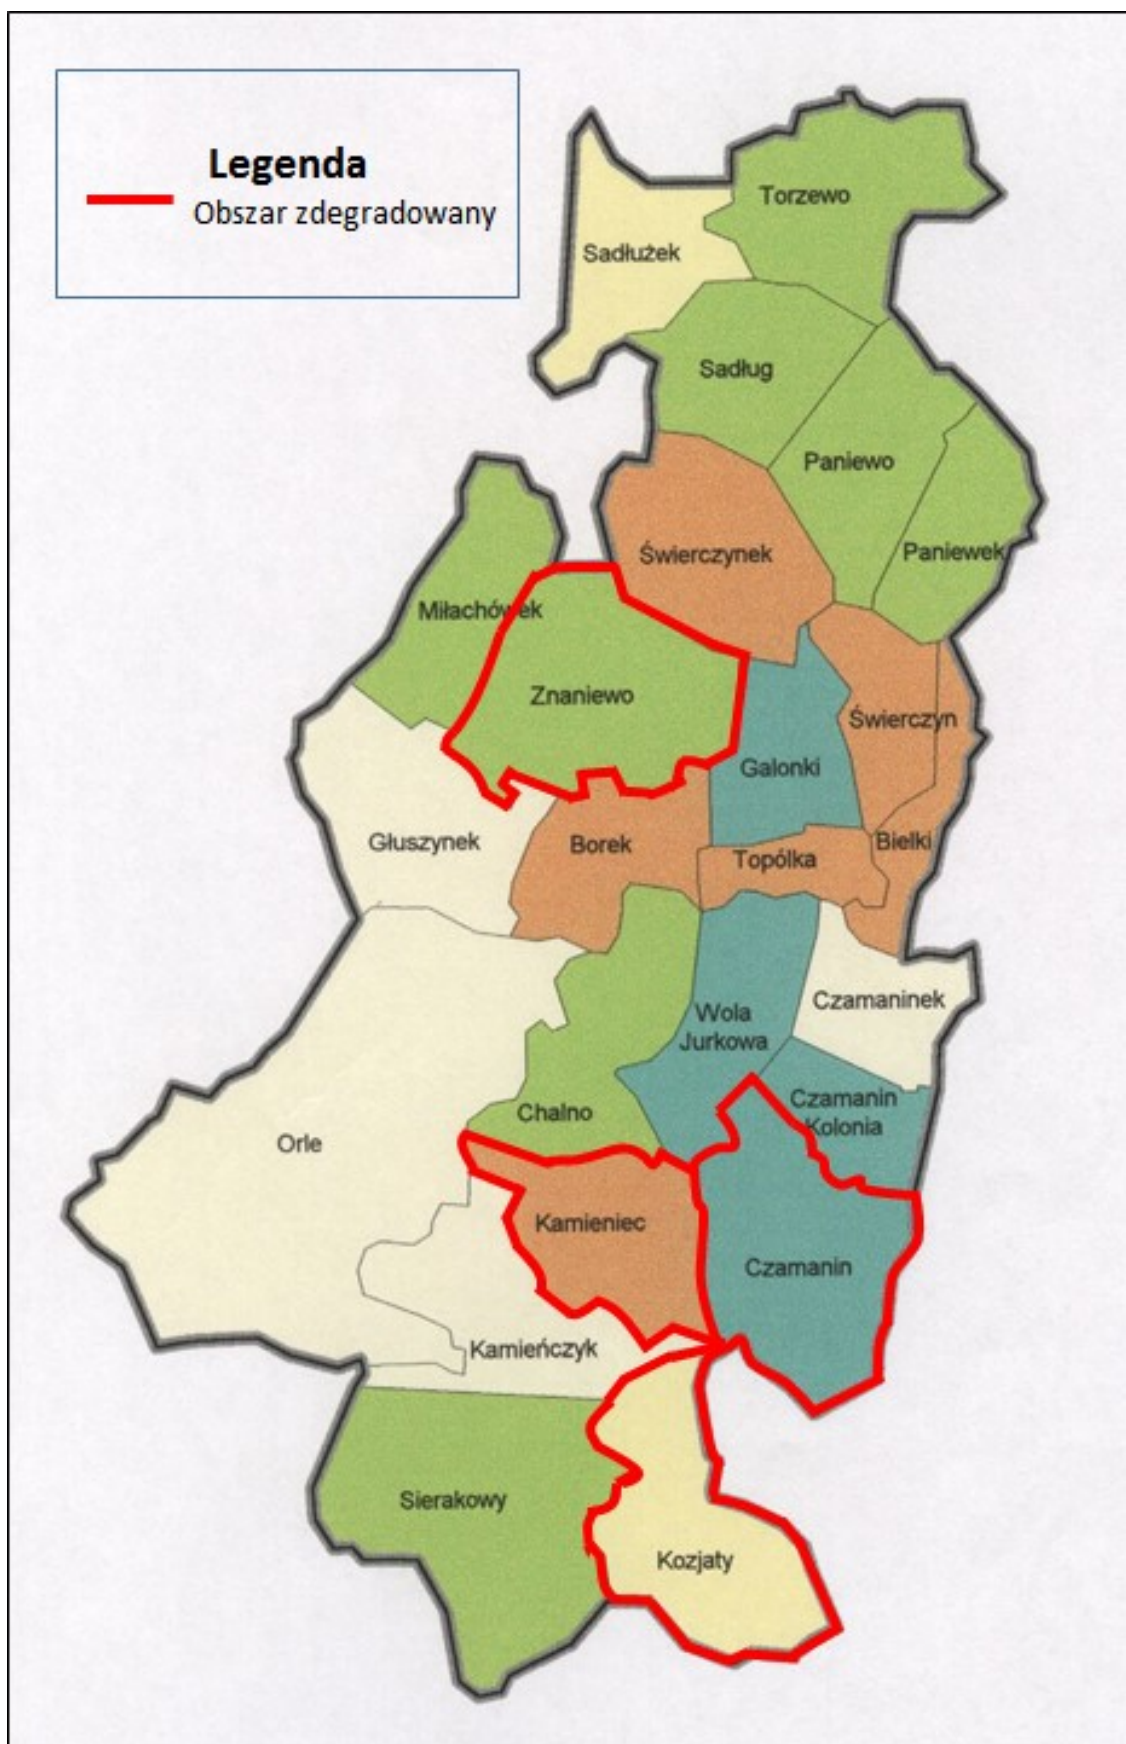 Legenda
Obszar zdegradowany
Torzewo
Sadłużek
Sadług
Paniewo
Paniewek
Świerczynek
Miłachówek
Znaniewo
Świerczyn
Galonki
Głuszynek
Borek
Topólka
Bielki
Czamaninek
Wola
Jurkowa
Czamanin
Kolonia
Chalno
Orle
Kamieniec
Czamanin
Kamieńczyk
Sierakowy
Kozjaty